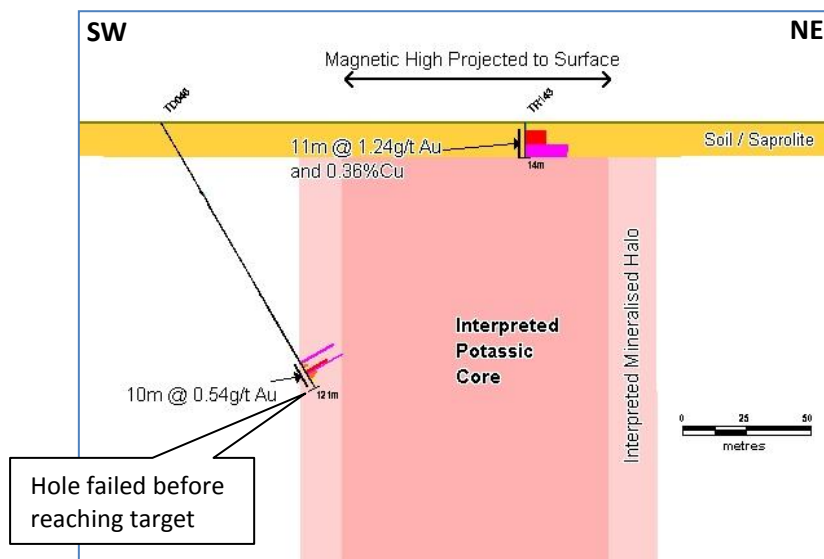 SW
NE
Magnetic High Projected to Surface
TD046
TR143
11m @ 1.24g/t Au
and 0.36%Cu
Soil / Saprolite
14m
Interpreted
Potassic
Core
Interpreted Mineralised Halo
10m @ 0.54g/t Au
121m
0 25 50
metres
Hole failed before
reaching target